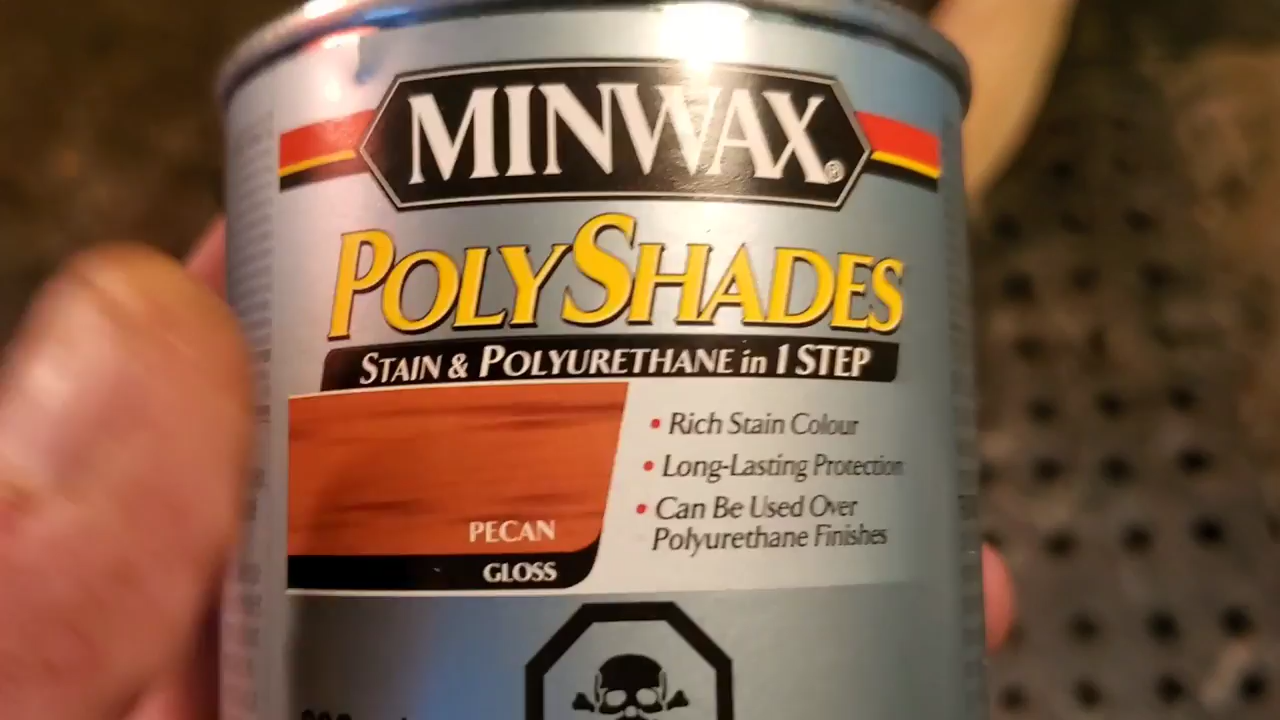 MINWAX®
POLYSHADES
STAIN & POLYURETHANE in 1 STEP
• Rich Stain Colour
• Long-Lasting Protection
• Can Be Used Over
Polyurethane Finishes
PECAN
GLOSS